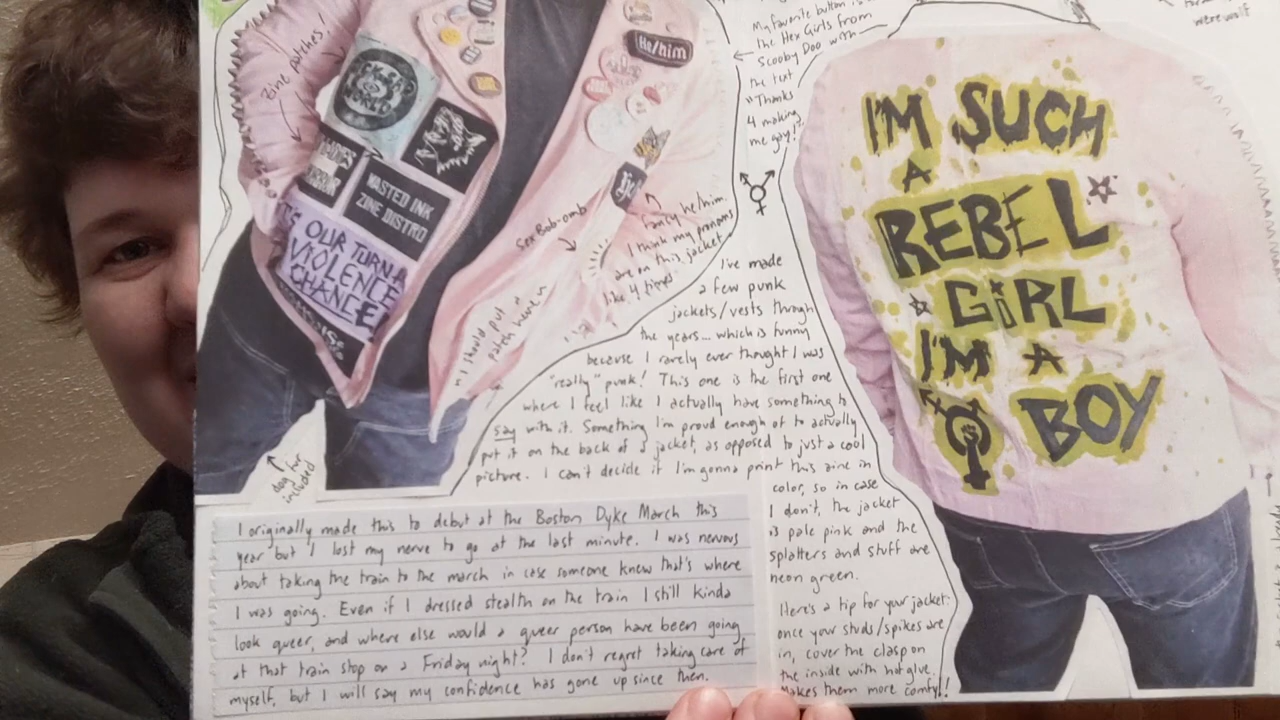 zine patches!
He/him
WASTED INK
ZINE DISTRO
IT'S
OUR TURN A
VIOLENCE
CHANCE
Sex Bob-omb
fancy he/him.
I think my pronouns
are on this jacket
like 4 times
"I should put a
patch here"
dog fur
included
My favorite button is
the Hex Girls from
Scooby Doo with
the text
"Thanks
4 making
me gay!"
were wolf
I'M SUCH
A
REBEL
GiRL
I'M A
BOY
I've made
a few punk
jackets/vests through
the years... which is funny
because I rarely ever thought I was
"really" punk! This one is the first one
where I feel like I actually have something to
say with it. Something I'm proud enough of to actually
put it on the back of a jacket, as opposed to just a cool
picture. I can't decide if I'm gonna print this zine in
color, so in case
I don't, the jacket
is pale pink and the
splatters and stuff are
neon green.
Here's a tip for your jacket:
once your studs/spikes are
in, cover the clasp on
the inside with hot glue.
Makes them more comfy!!
I originally made this to debut at the Boston Dyke March this
year but I lost my nerve to go at the last minute. I was nervous
about taking the train to the march in case someone knew that's where
I was going. Even if I dressed stealth on the train I still kinda
look queer, and where else would a queer person have been going
at that train stop on a Friday night? I don't regret taking care of
myself, but I will say my confidence has gone up since then.